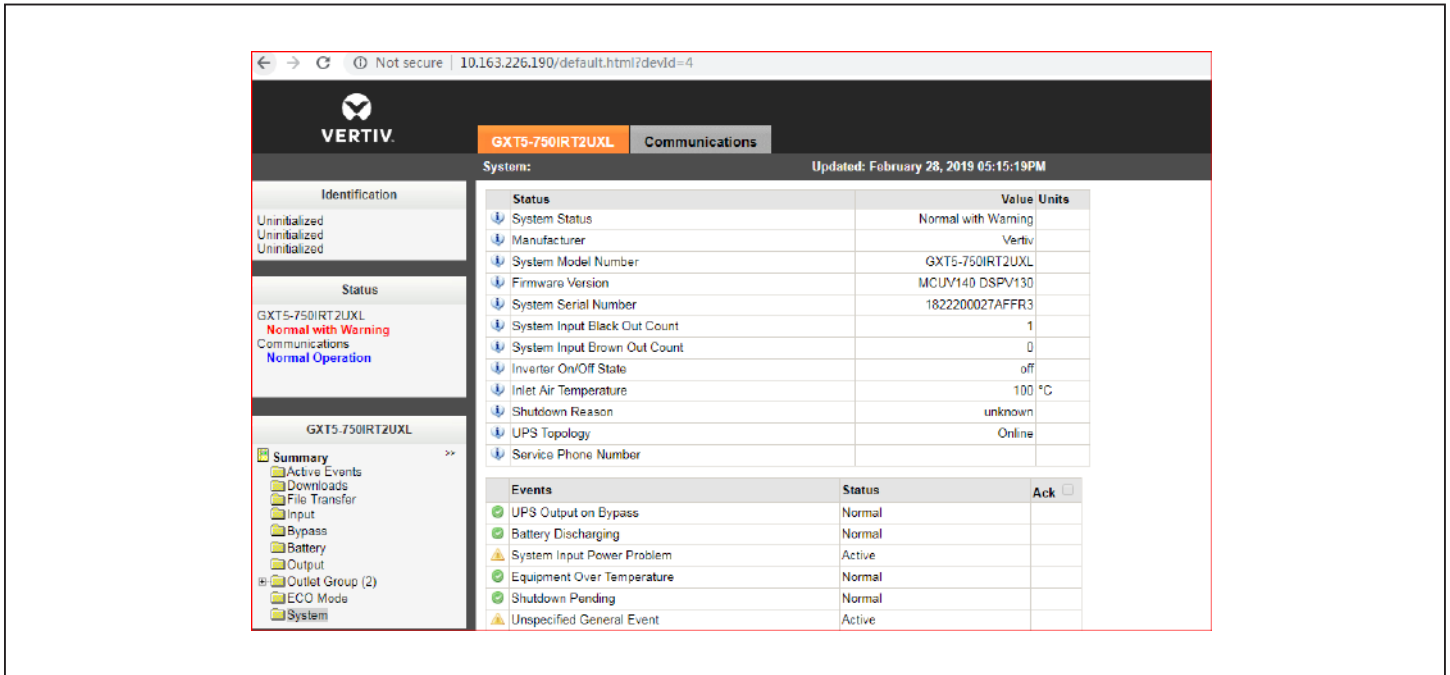 Not secure | 10.163.226.190/default.html?devId=4
VERTIV.
GXT5-750IRT2UXL Communications
System: Updated: February 28, 2019 05:15:19PM
Identification
Uninitialized
Uninitialized
Uninitialized
Status
GXT5-750IRT2UXL
Normal with Warning
Communications
Normal Operation
GXT5-750IRT2UXL
Summary >>
Active Events
Downloads
File Transfer
Input
Bypass
Battery
Output
Outlet Group (2)
ECO Mode
System
Status Value Units
System Status Normal with Warning
Manufacturer Vertiv
System Model Number GXT5-750IRT2UXL
Firmware Version MCUV140 DSPV130
System Serial Number 1822200027AFFR3
System Input Black Out Count 1
System Input Brown Out Count 0
Inverter On/Off State off
Inlet Air Temperature 100 °C
Shutdown Reason unknown
UPS Topology Online
Service Phone Number
Events Status Ack
UPS Output on Bypass Normal
Battery Discharging Normal
System Input Power Problem Active
Equipment Over Temperature Normal
Shutdown Pending Normal
Unspecified General Event Active